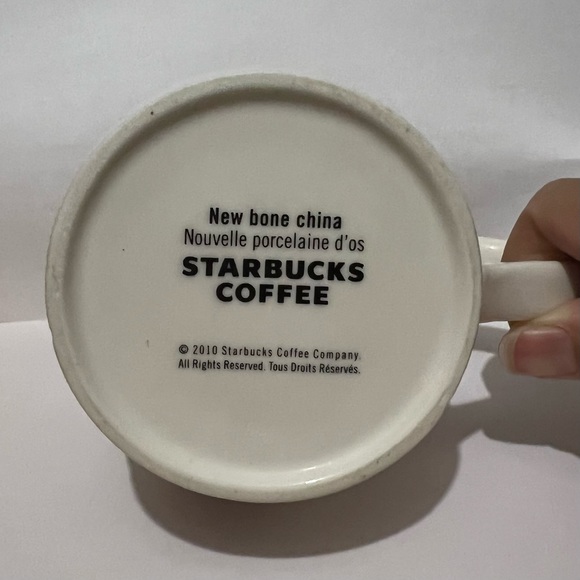 New bone china
Nouvelle porcelaine d'os
STARBUCKS
COFFEE
© 2010 Starbucks Coffee Company.
All Rights Reserved. Tous Droits Réservés.